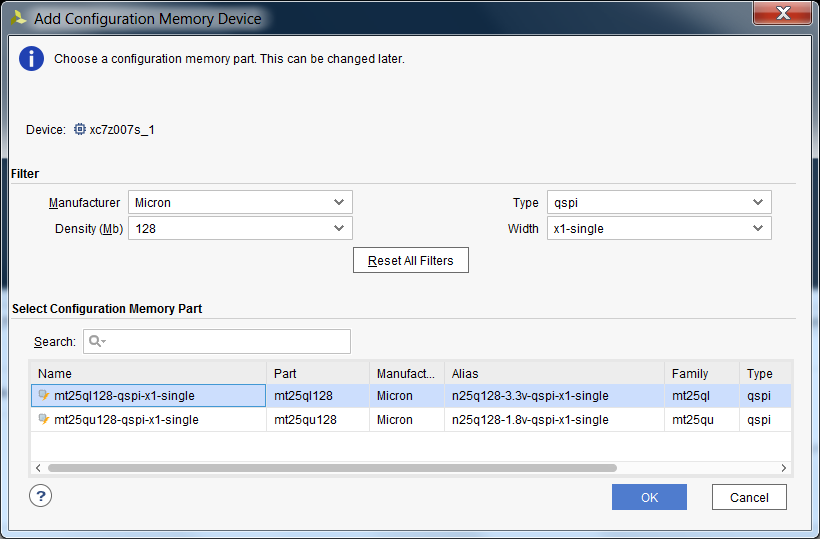 Add Configuration Memory Device
Choose a configuration memory part. This can be changed later.
Device: xc7z007s_1
Filter
Manufacturer Micron Type qspi
Density (Mb) 128 Width x1-single
Reset All Filters
Select Configuration Memory Part
Search:
Name Part Manufact... Alias Family Type
mt25ql128-qspi-x1-single mt25ql128 Micron n25q128-3.3v-qspi-x1-single mt25ql qspi
mt25qu128-qspi-x1-single mt25qu128 Micron n25q128-1.8v-qspi-x1-single mt25qu qspi
? OK Cancel